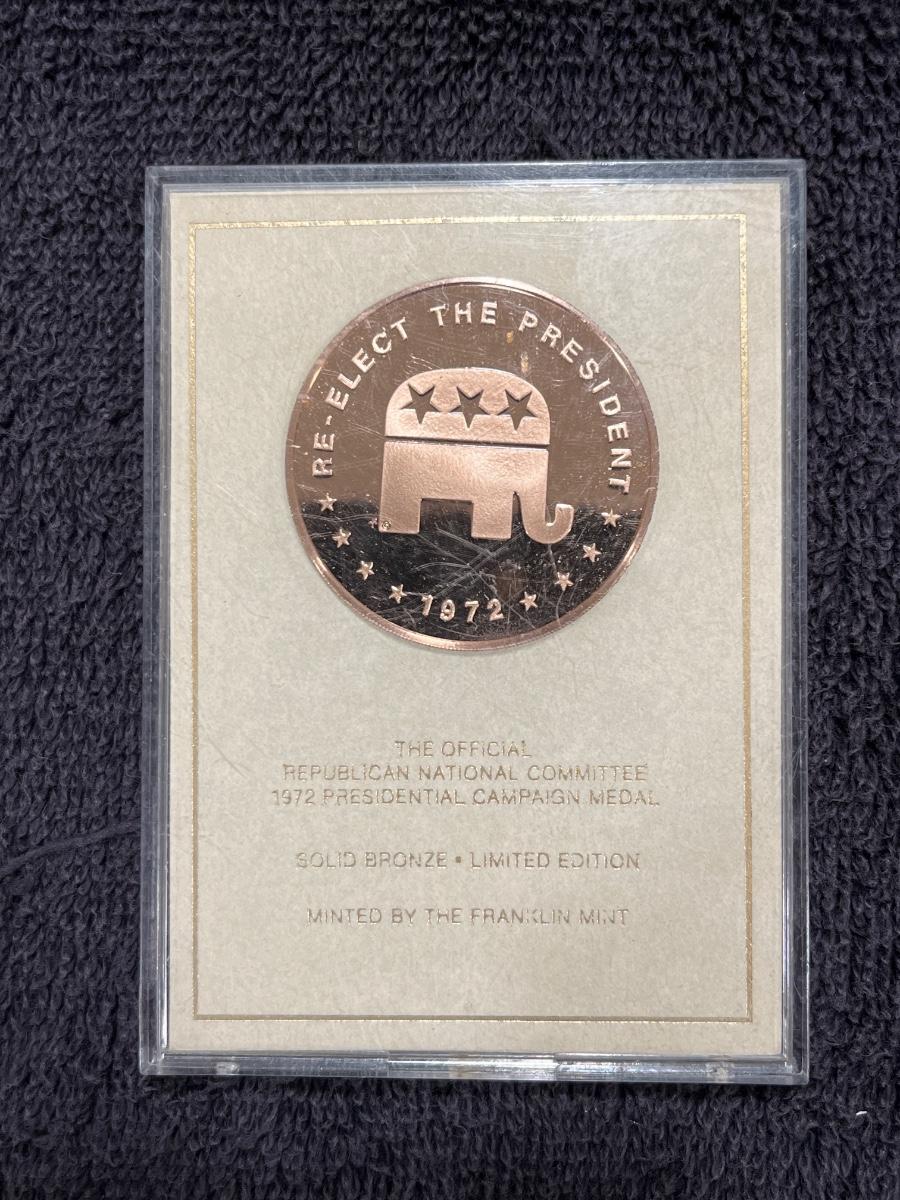 RE-ELECT THE PRESIDENT
1972
THE OFFICIAL
REPUBLICAN NATIONAL COMMITTEE
1972 PRESIDENTIAL CAMPAIGN MEDAL
SOLID BRONZE • LIMITED EDITION
MINTED BY THE FRANKLIN MINT